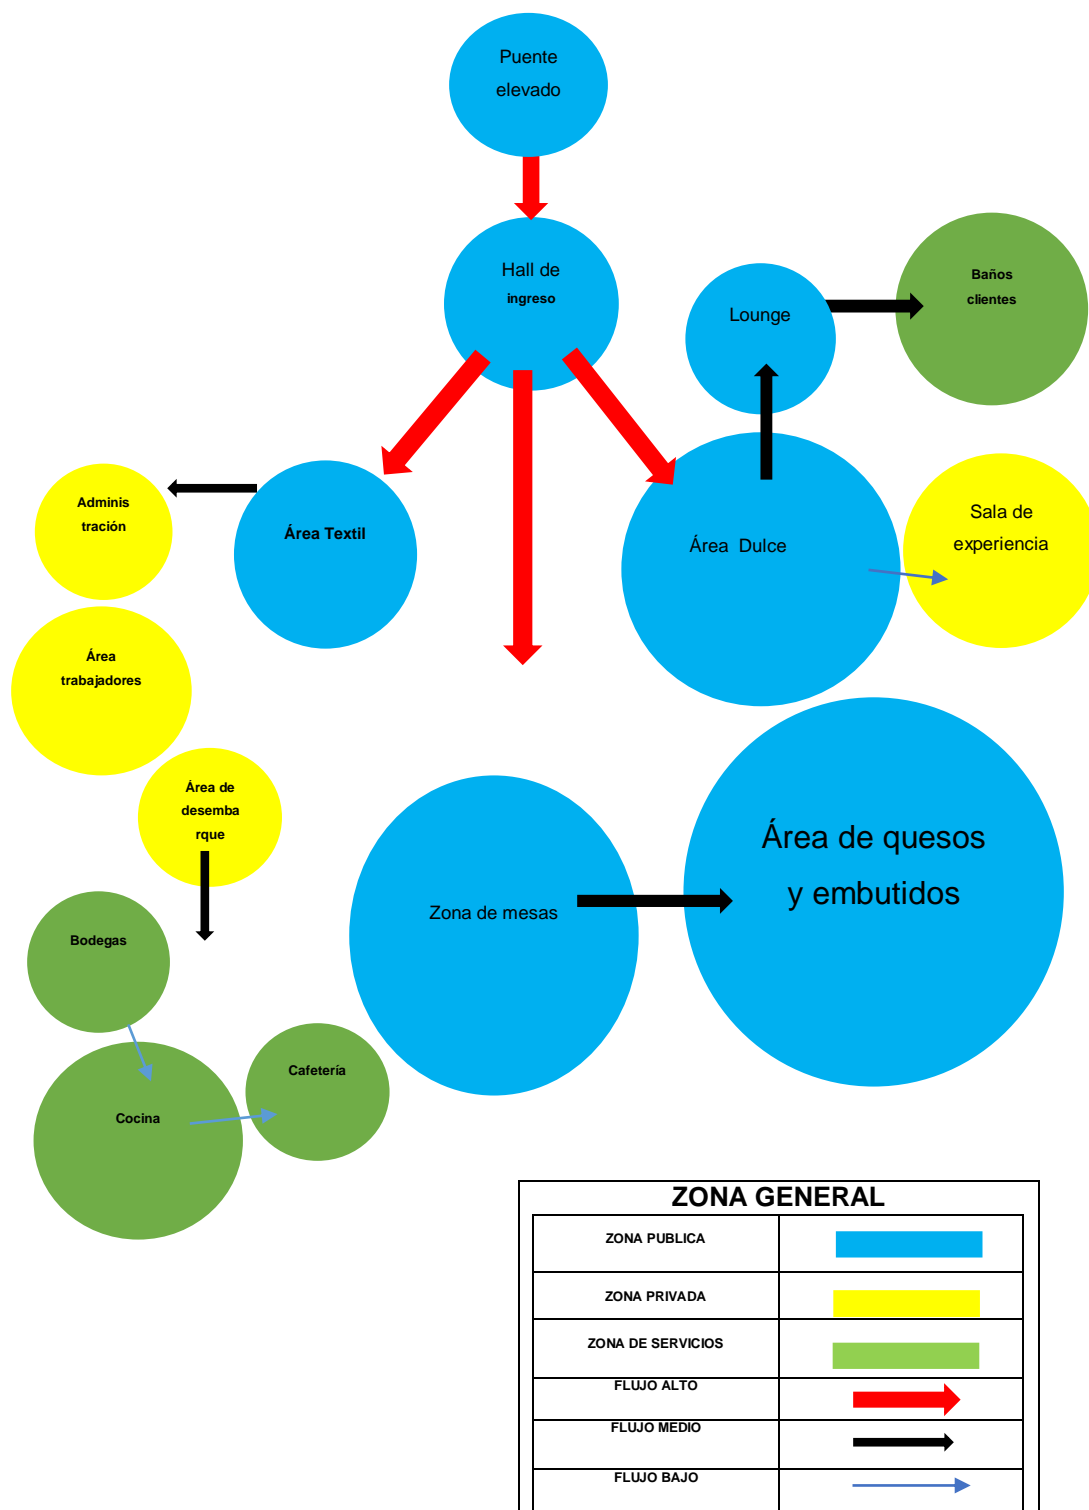 Puente
elevado
Hall de
ingreso
Lounge
Baños
clientes
Adminis
tración
Área Textil
Área Dulce
Sala de
experiencia
Área
trabajadores
Área de
desemba
rque
Área de quesos
y embutidos
Zona de mesas
Bodegas
Cafetería
Cocina
ZONA GENERAL
ZONA PUBLICA
ZONA PRIVADA
ZONA DE SERVICIOS
FLUJO ALTO
FLUJO MEDIO
FLUJO BAJO